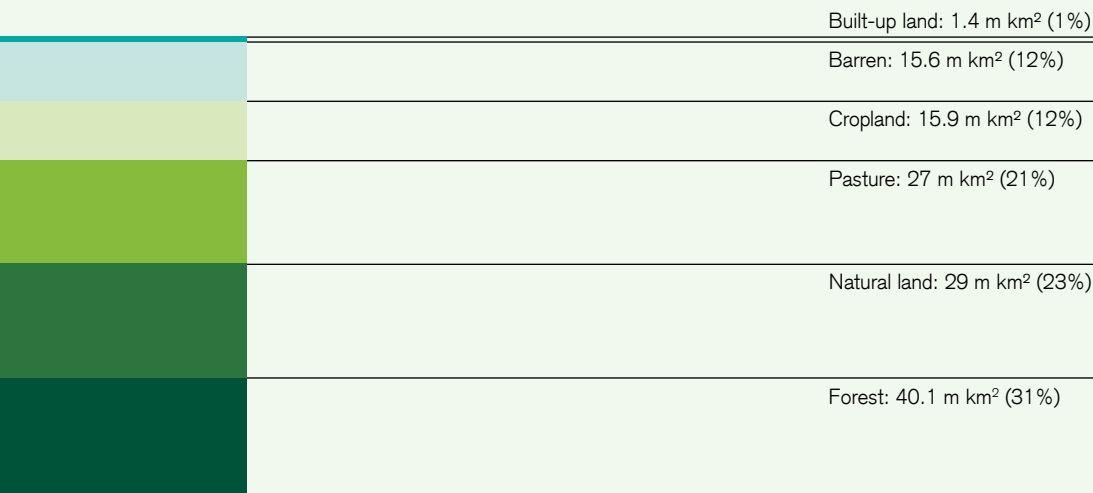 Built-up land: 1.4 m km² (1%)
Barren: 15.6 m km² (12%)
Cropland: 15.9 m km² (12%)
Pasture: 27 m km² (21%)
Natural land: 29 m km² (23%)
Forest: 40.1 m km² (31%)